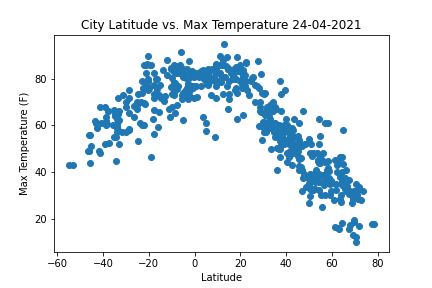 City Latitude vs. Max Temperature 24-04-2021
Max Temperature (F)
80
60
40
20
−60 −40 −20 0 20 40 60 80
Latitude